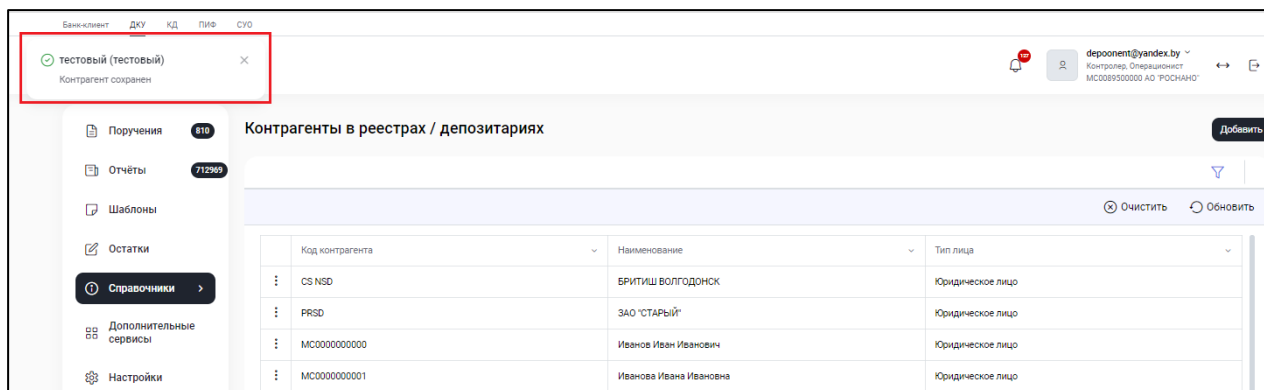 Банк-клиент ДКУ КД ПИФ СУО
тестовый (тестовый)
Контрагент сохранен
107
depoonent@yandex.by
Контролер, Операционист
MC0089500000 АО "РОСНАНО"
Поручения 810
Отчёты 712969
Шаблоны
Остатки
Справочники
Дополнительные
сервисы
Настройки
Контрагенты в реестрах / депозитариях
Добавить
Очистить Обновить
Код контрагента Наименование Тип лица
CS NSD БРИТИШ ВОЛГОДОНСК Юридическое лицо
PRSD ЗАО "СТАРЫЙ" Юридическое лицо
MC0000000000 Иванов Иван Иванович Юридическое лицо
MC0000000001 Иванова Ивана Ивановна Юридическое лицо